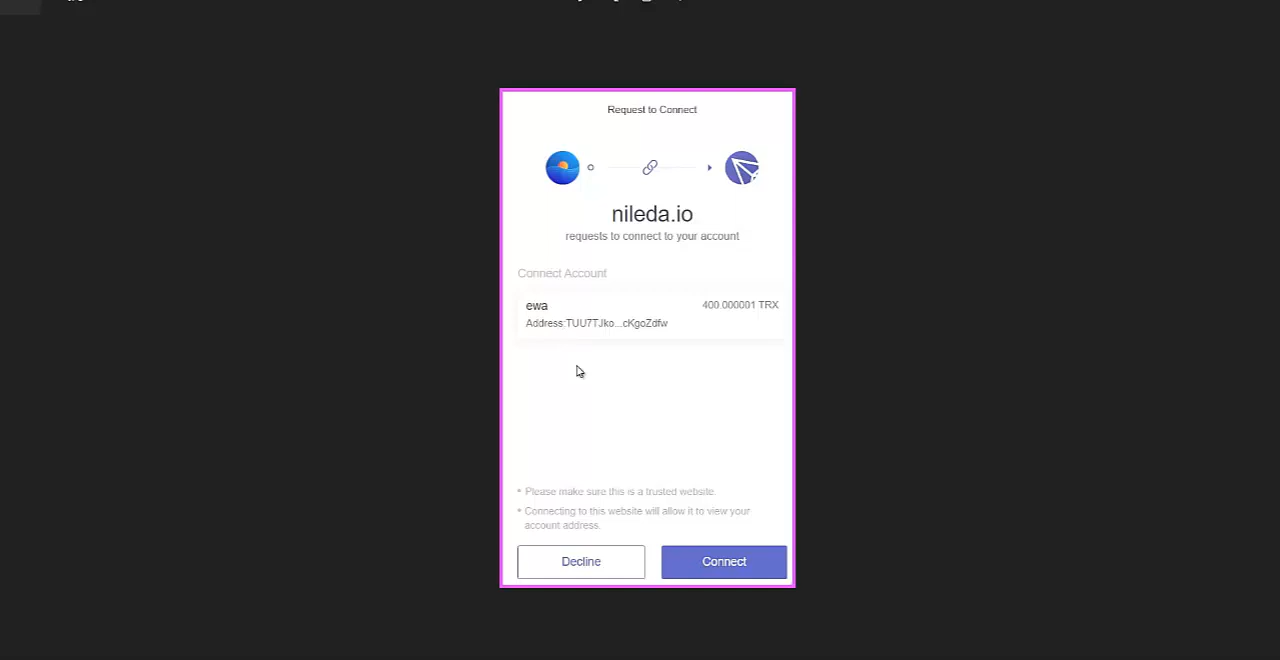 Request to Connect
nileda.io
requests to connect to your account
Connect Account
ewa
400.000001 TRX
Address:TUU7TJko...cKgoZdfw
* Please make sure this is a trusted website.
* Connecting to this website will allow it to view your
account address.
Decline
Connect